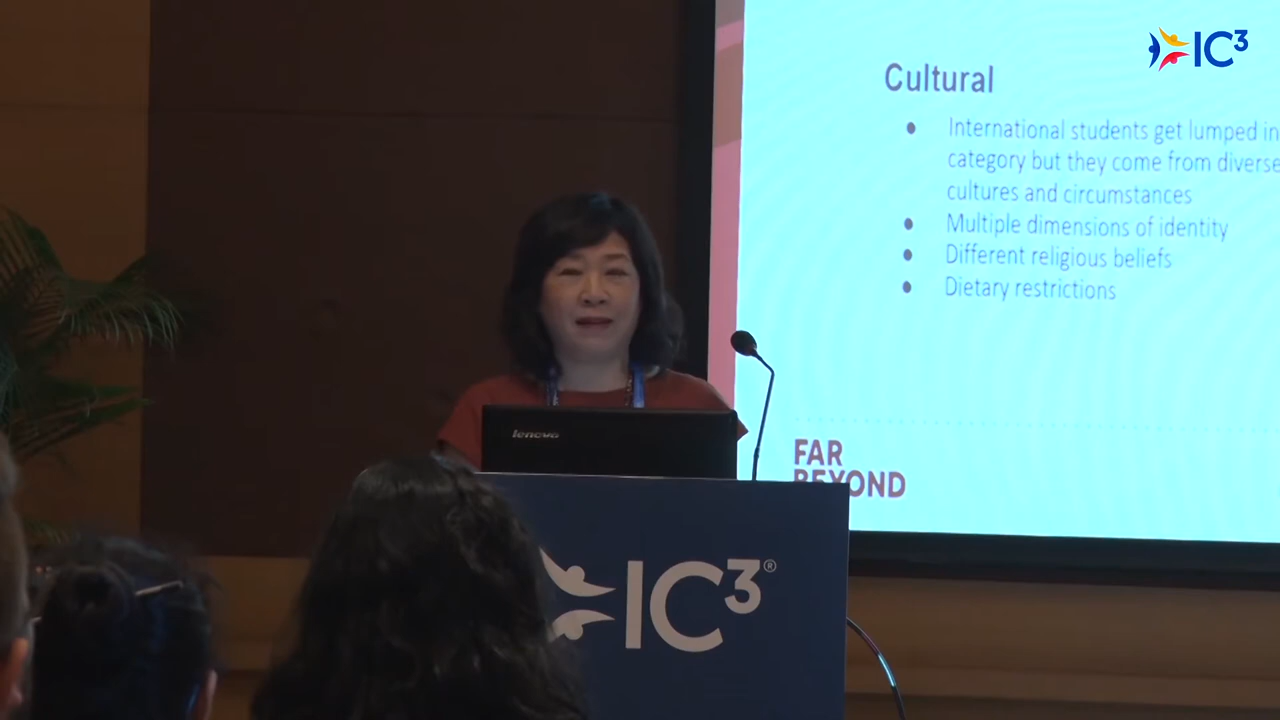 IC³
Cultural
● International students get lumped in
category but they come from diverse
cultures and circumstances
● Multiple dimensions of identity
● Different religious beliefs
● Dietary restrictions
FAR
BEYOND
lenovo
IC³®